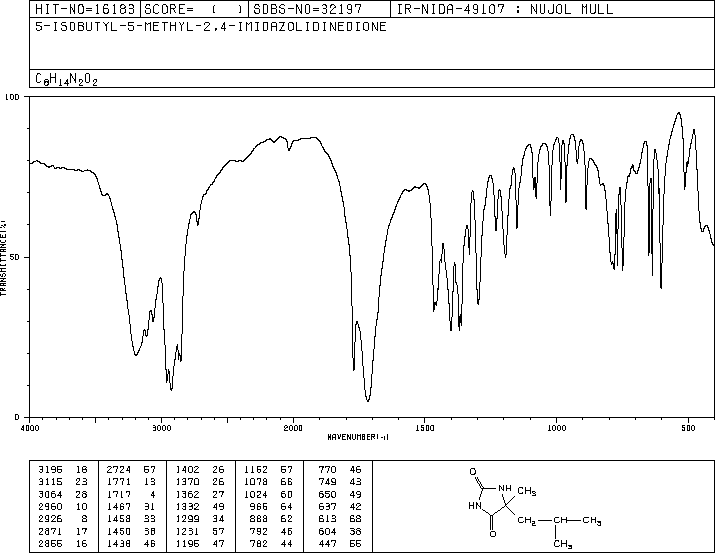 HIT-NO=16183 SCORE= ( ) SDBS-NO=32197 IR-NIDA-49107 : NUJOL MULL
5-ISOBUTYL-5-METHYL-2,4-IMIDAZOLIDINEDIONE
C8H14N2O2
100
50
0
TRANSMITTANCE(%)
4000 3000 2000 1500 1000 500
WAVENUMBER(-1)
3195 18 2724 57 1402 26 1152 57 770 46
3115 23 1771 13 1370 26 1078 66 749 43
3064 28 1717 4 1362 27 1024 60 650 49
2960 10 1467 31 1332 49 966 64 637 42
2926 8 1458 33 1299 34 888 62 613 68
2871 17 1450 38 1231 57 792 46 604 38
2855 16 1438 46 1195 47 782 44 447 55
O
NH CH3
HN
O CH2 CH3
CH3